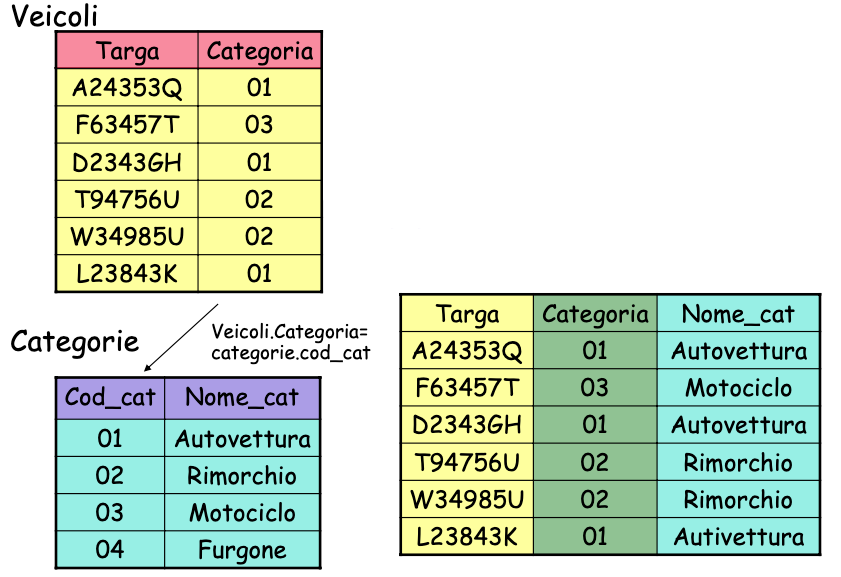 Veicoli
Targa Categoria
A24353Q 01
F63457T 03
D2343GH 01
T94756U 02
W34985U 02
L23843K 01
Categorie
Veicoli.Categoria=
categorie.cod_cat
Cod_cat Nome_cat
01 Autovettura
02 Rimorchio
03 Motociclo
04 Furgone
Targa Categoria Nome_cat
A24353Q 01 Autovettura
F63457T 03 Motociclo
D2343GH 01 Autovettura
T94756U 02 Rimorchio
W34985U 02 Rimorchio
L23843K 01 Autivettura